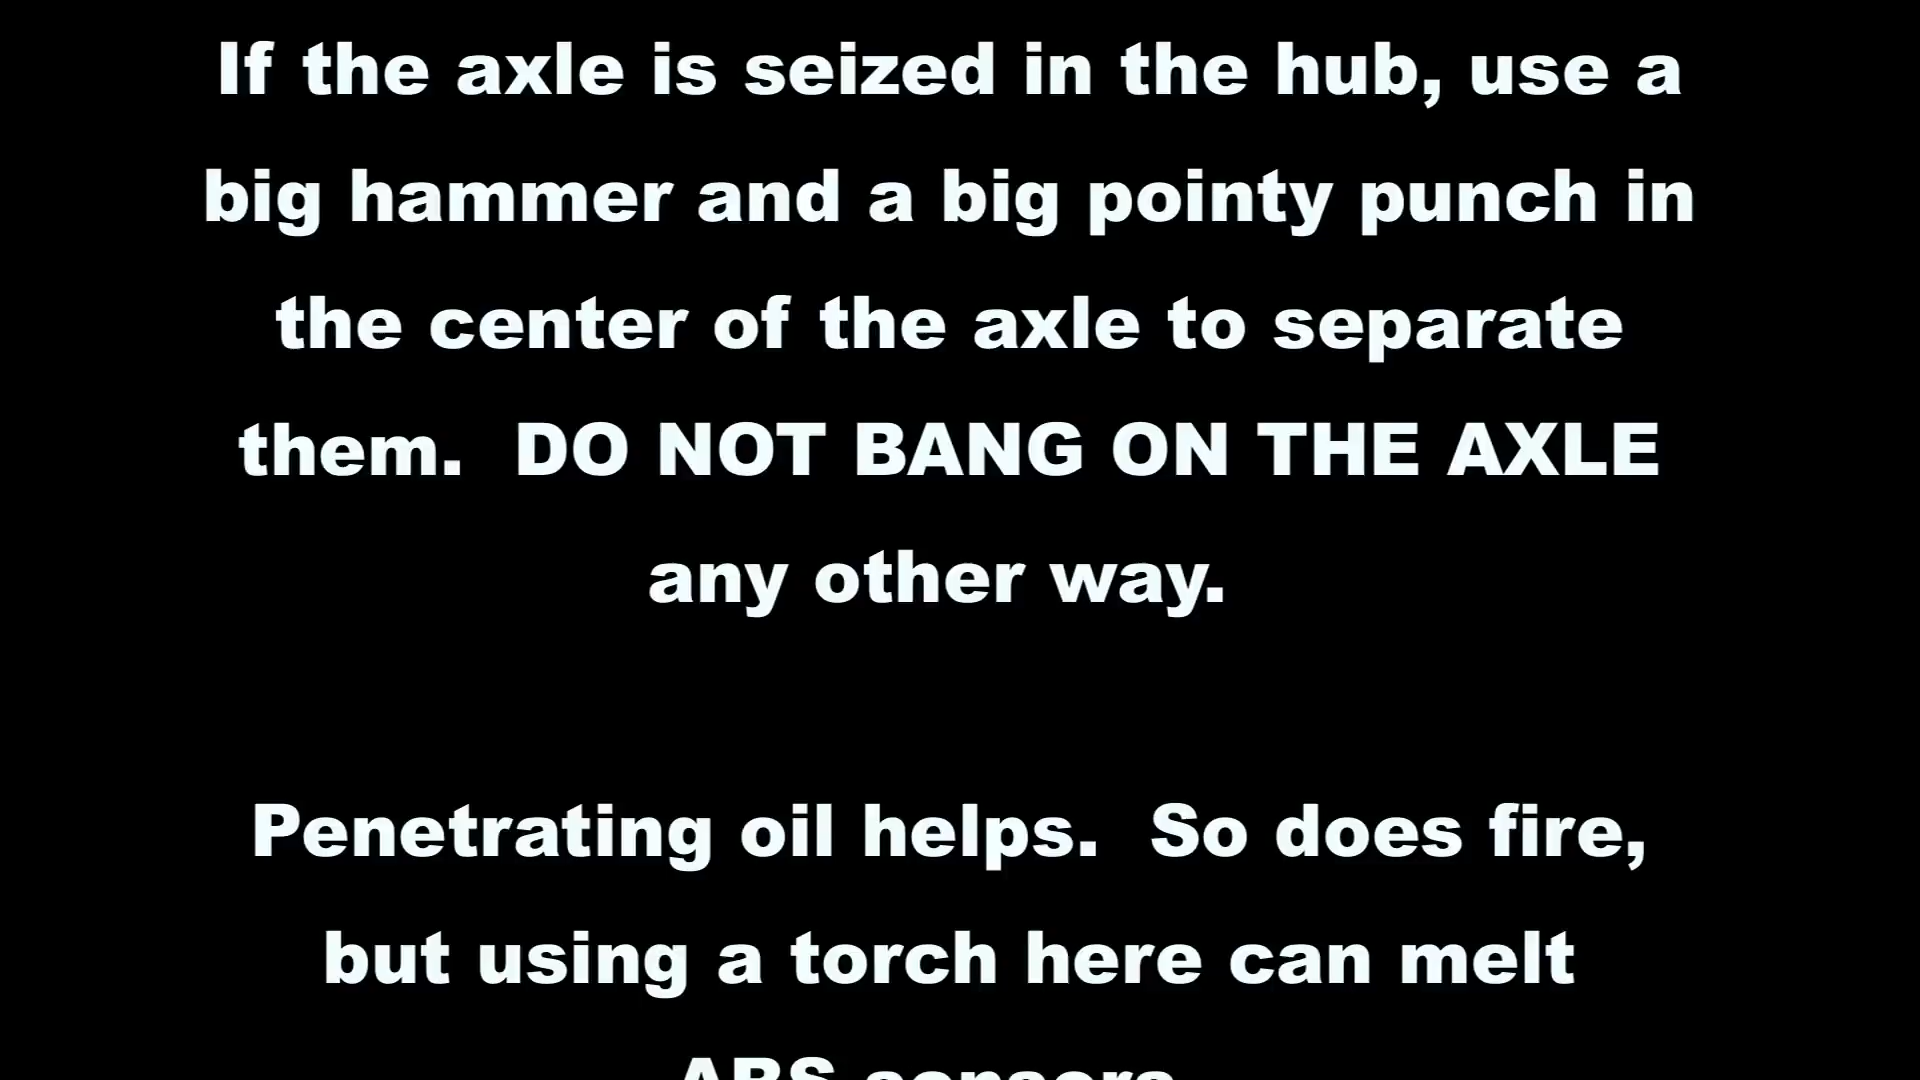 If the axle is seized in the hub, use a
big hammer and a big pointy punch in
the center of the axle to separate
them.  DO NOT BANG ON THE AXLE
any other way.
Penetrating oil helps.  So does fire,
but using a torch here can melt
ABS sensors